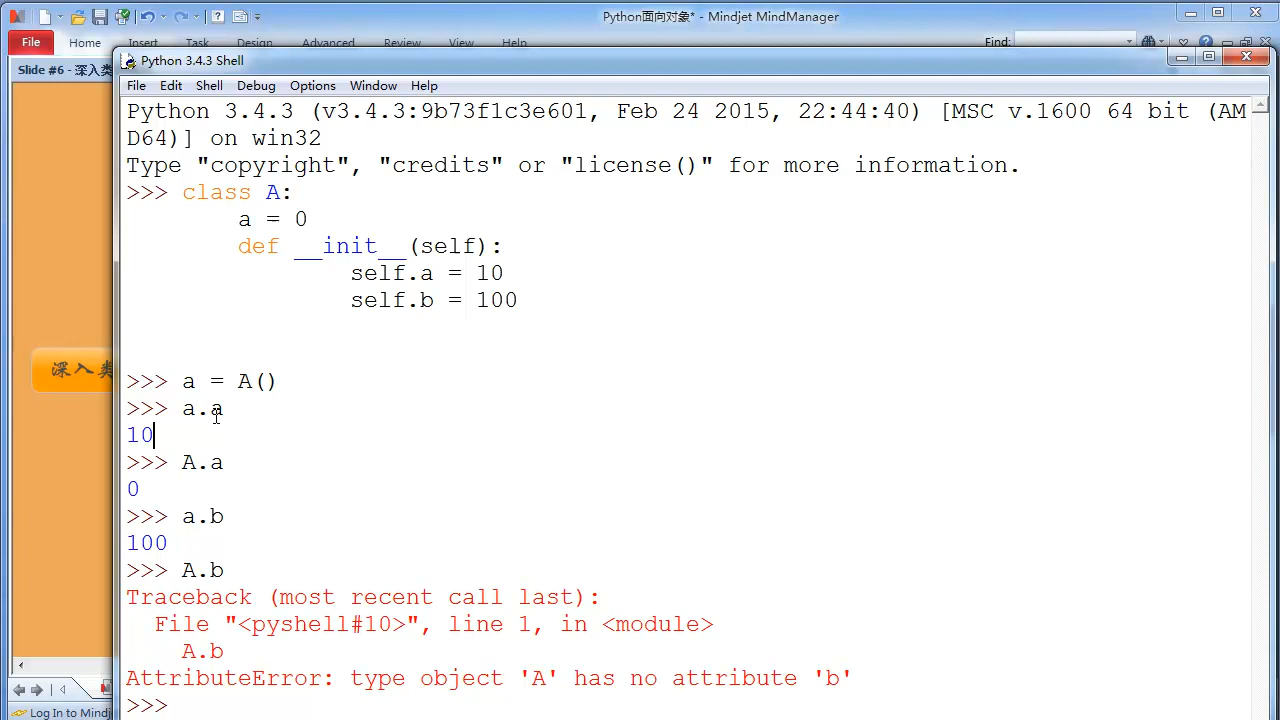 Python面向对象* - Mindjet MindManager
File Home Insert Task Design Advanced Review View Help Find:
Slide #6 - 深入类
Python 3.4.3 Shell
File Edit Shell Debug Options Window Help
Python 3.4.3 (v3.4.3:9b73f1c3e601, Feb 24 2015, 22:44:40) [MSC v.1600 64 bit (AM
D64)] on win32
Type "copyright", "credits" or "license()" for more information.
>>> class A:
a = 0
def __init__(self):
self.a = 10
self.b = 100
深入类
>>> a = A()
>>> a.a
10
>>> A.a
0
>>> a.b
100
>>> A.b
Traceback (most recent call last):
File "<pyshell#10>", line 1, in <module>
A.b
AttributeError: type object 'A' has no attribute 'b'
>>>
Log In to Mindj